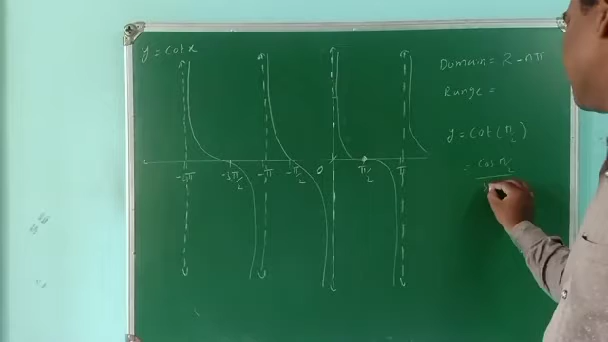 y = cot x
Domain = R - nπ
Range =
y = cot (π/2)
= cos π/2
-2π -3π/2 -π -π/2 0 π/2 π